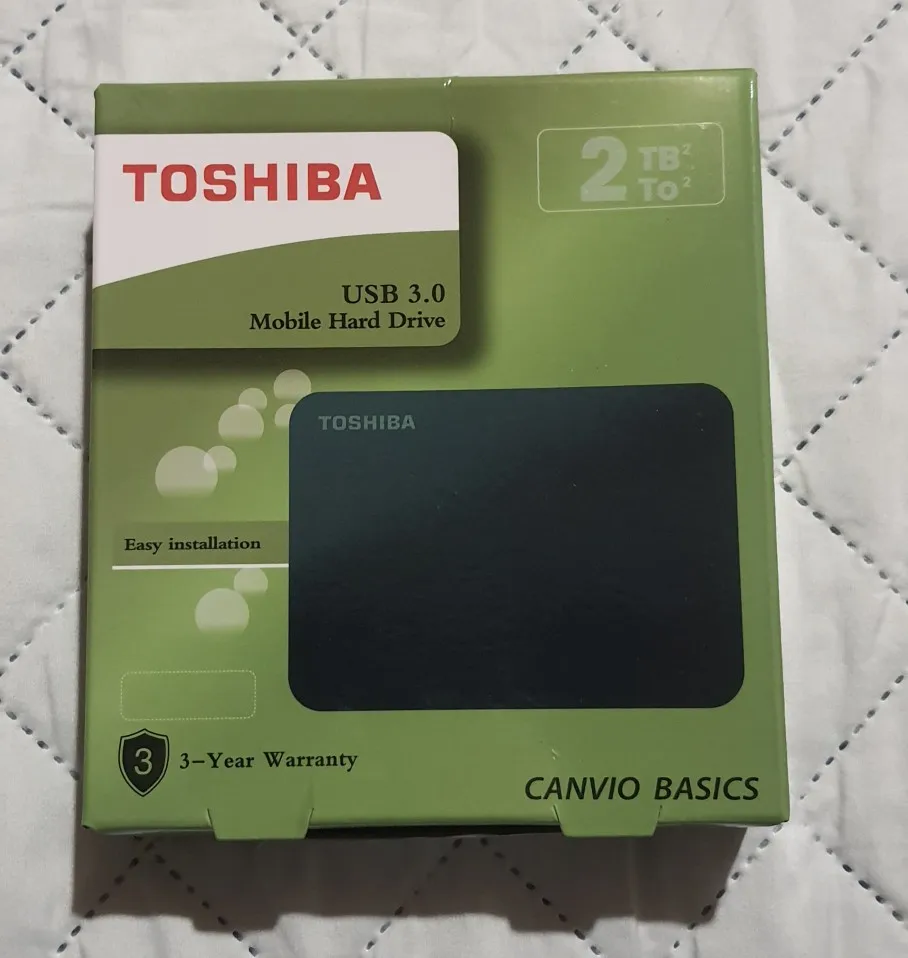 TOSHIBA
2 TB²
To²
USB 3.0
Mobile Hard Drive
TOSHIBA
Easy installation
3 3-Year Warranty
CANVIO BASICS